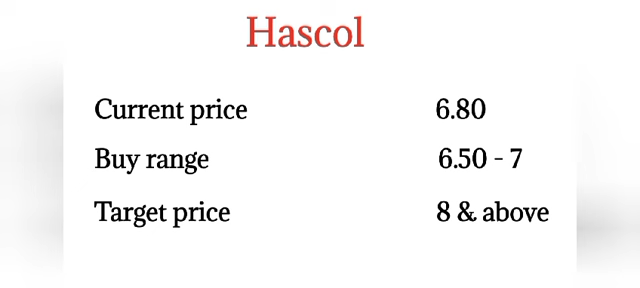 Hascol
Current price 6.80
Buy range 6.50 - 7
Target price 8 & above